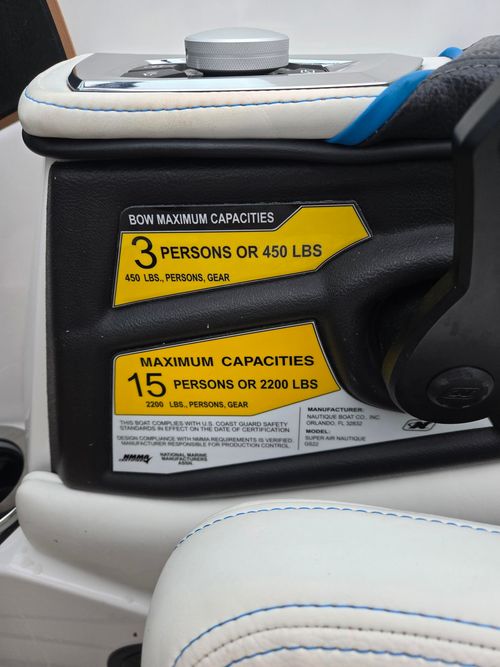 BOW MAXIMUM CAPACITIES
3 PERSONS OR 450 LBS
450 LBS., PERSONS, GEAR
MAXIMUM CAPACITIES
15 PERSONS OR 2200 LBS
2200 LBS., PERSONS, GEAR
THIS BOAT COMPLIES WITH U.S. COAST GUARD SAFETY
STANDARDS IN EFFECT ON THE DATE OF CERTIFICATION
DESIGN COMPLIANCE WITH NMMA REQUIREMENTS IS VERIFIED.
MANUFACTURER RESPONSIBLE FOR PRODUCTION CONTROL.
NMMA
NATIONAL MARINE
MANUFACTURERS
ASSN.
MANUFACTURER:
NAUTIQUE BOAT CO., INC.
ORLANDO, FL 32832
MODEL:
SUPER AIR NAUTIQUE
GS22